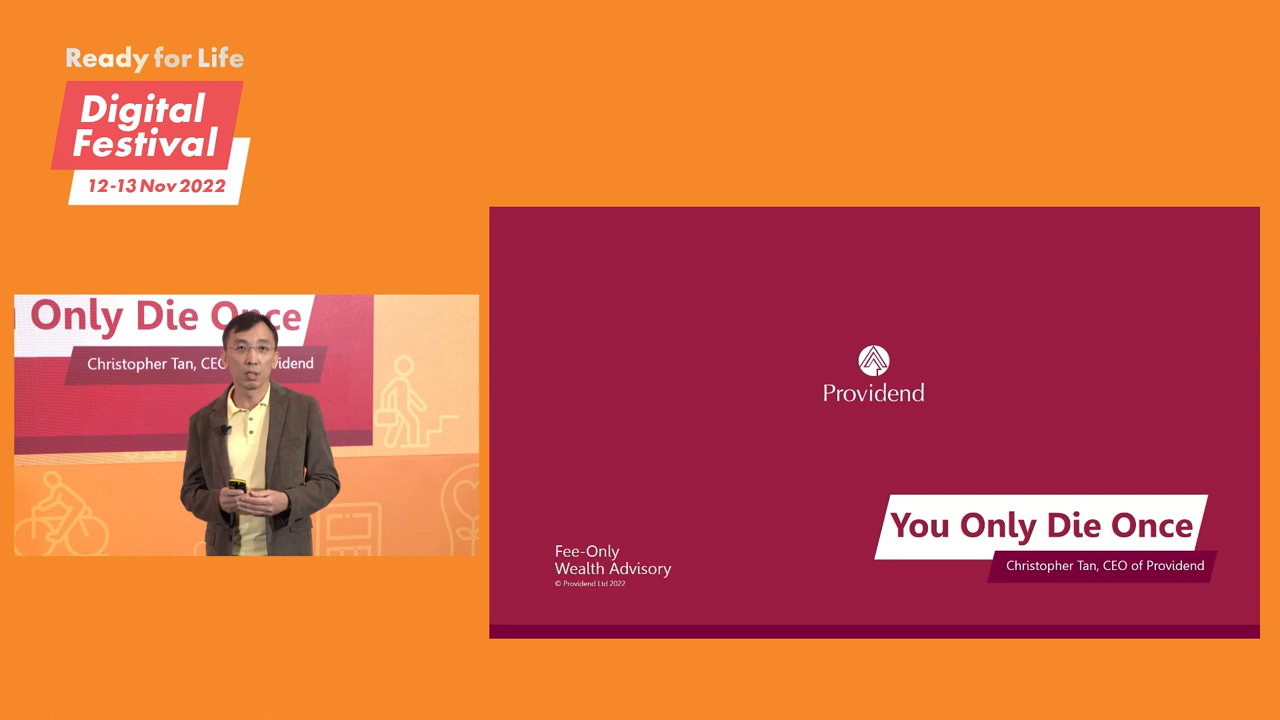 Ready for Life
Digital
Festival
12-13 Nov 2022
Only Die Once
Christopher Tan, CEO
Providend
Fee-Only
Wealth Advisory
© Providend Ltd 2022
You Only Die Once
Christopher Tan, CEO of Providend